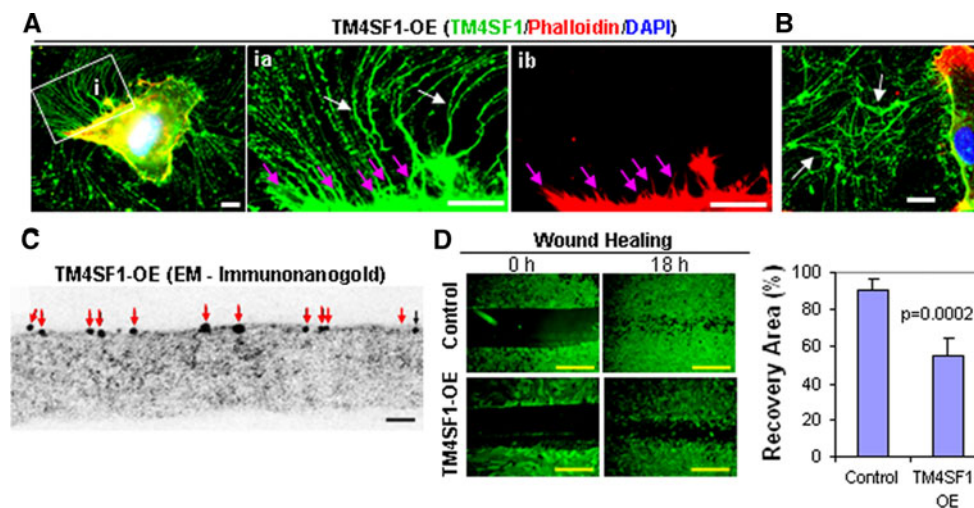 A
TM4SF1-OE (TM4SF1/Phalloidin/DAPI)
B
i
ia
ib
C
TM4SF1-OE (EM - Immunonanogold)
D
Wound Healing
0 h
18 h
Control
TM4SF1-OE
Recovery Area (%)
100
80
60
40
20
0
p=0.0002
Control
TM4SF1
OE